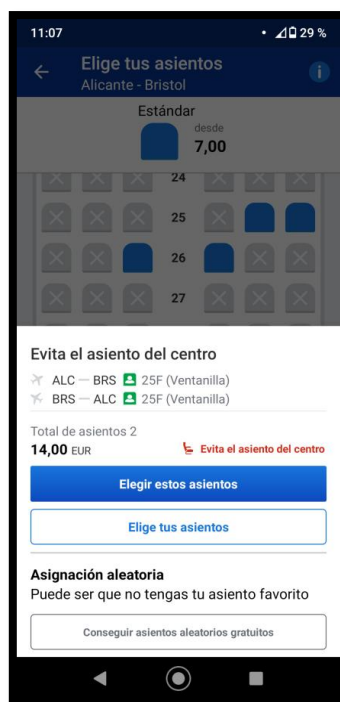 11:07 29 %
Elige tus asientos
Alicante - Bristol
Estándar
desde
7,00
24
25
26
27
Evita el asiento del centro
ALC — BRS 25F (Ventanilla)
BRS — ALC 25F (Ventanilla)
Total de asientos 2
14,00 EUR Evita el asiento del centro
Elegir estos asientos
Elige tus asientos
Asignación aleatoria
Puede ser que no tengas tu asiento favorito
Conseguir asientos aleatorios gratuitos